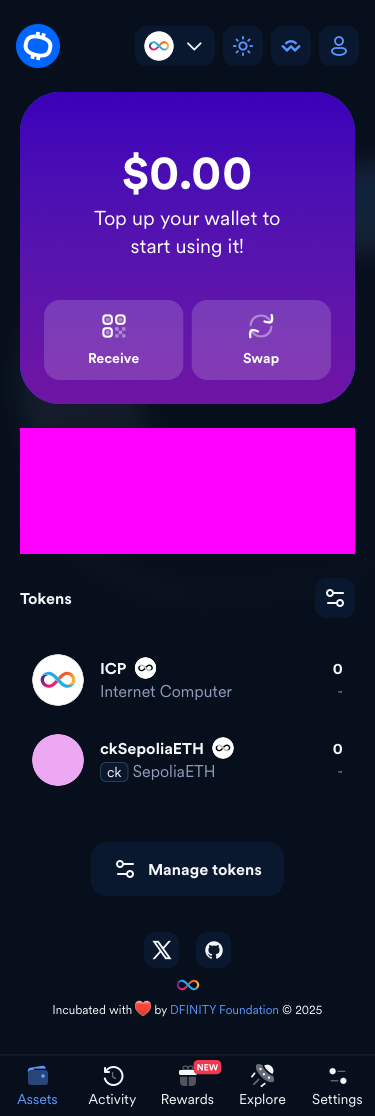 $0.00
Top up your wallet to
start using it!
Receive
Swap
Tokens
ICP
0
Internet Computer
-
ckSepoliaETH
0
ck SepoliaETH
-
Manage tokens
Incubated with ❤️ by DFINITY Foundation © 2025
NEW
Assets
Activity
Rewards
Explore
Settings